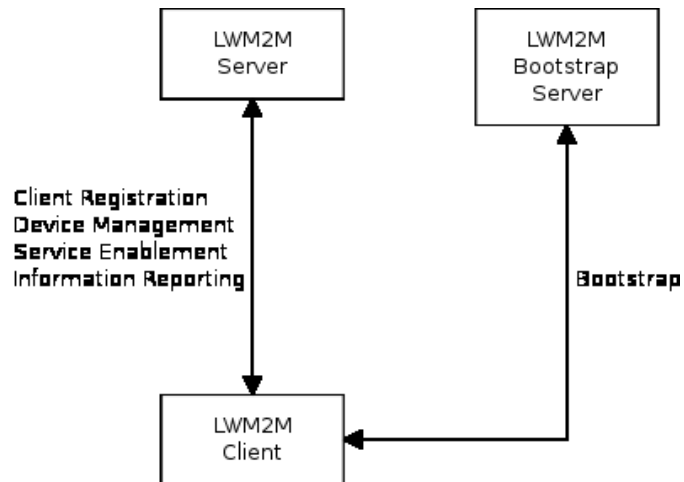 LWM2M
Server
LWM2M
Bootstrap
Server
Client Registration
Device Management
Service Enablement
Information Reporting
Bootstrap
LWM2M
Client